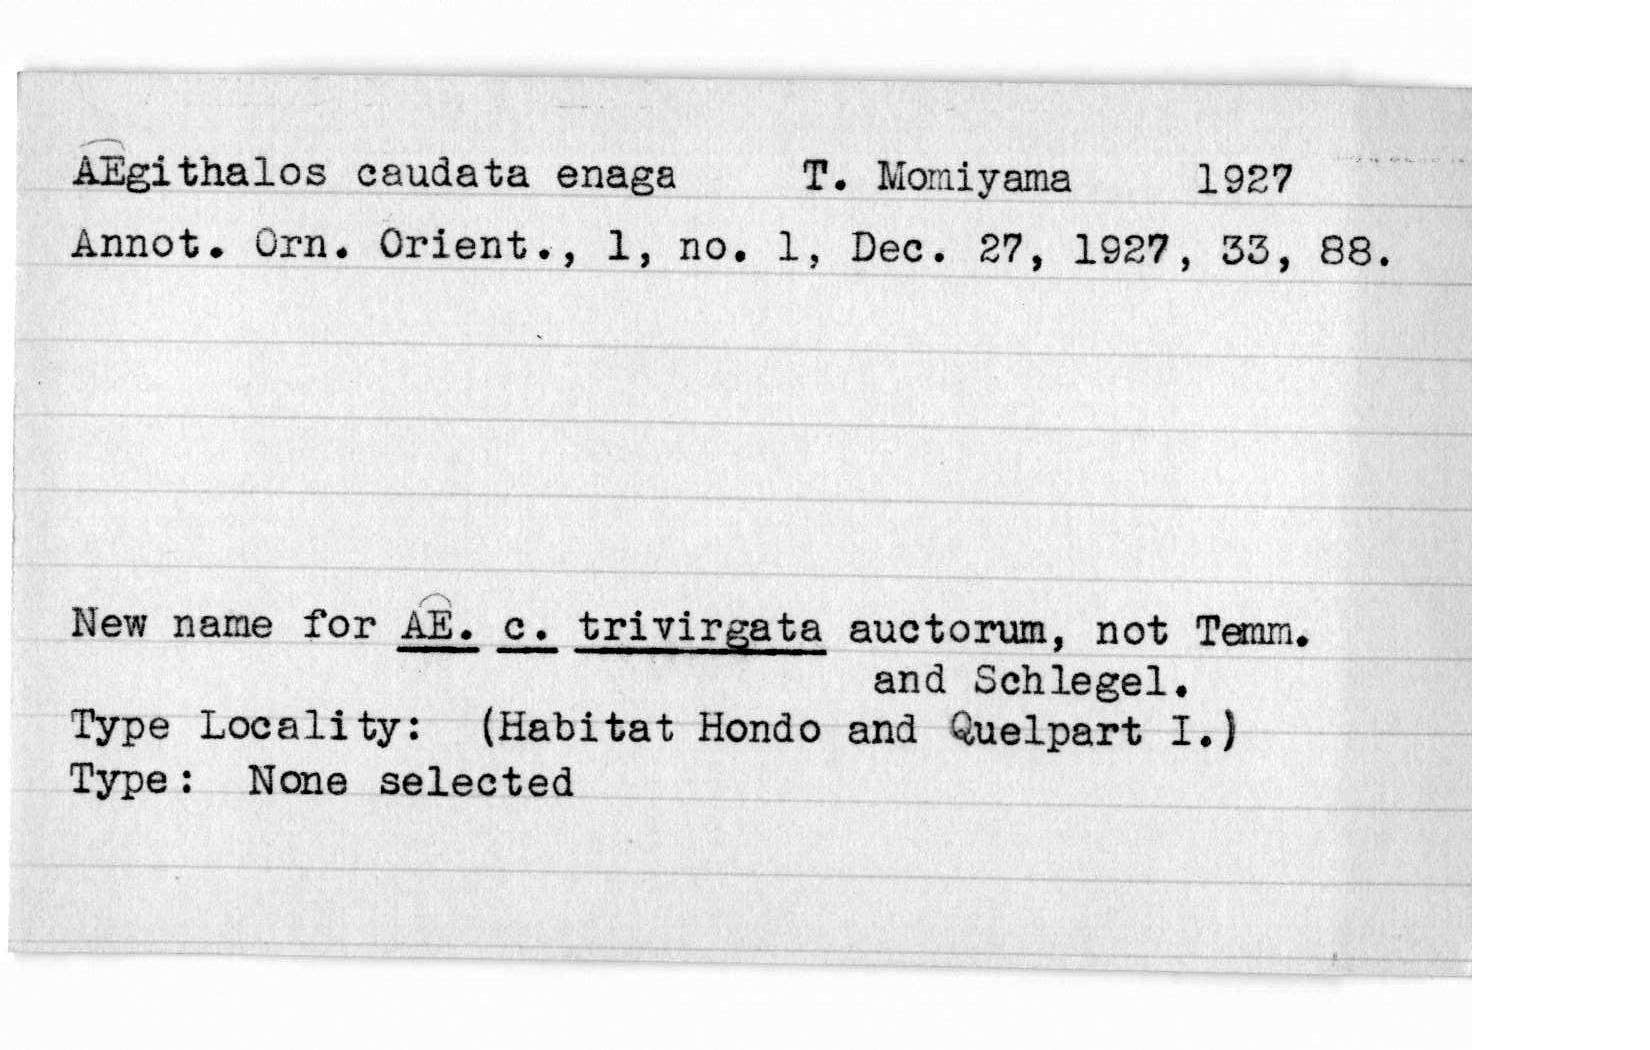 AEgithalos caudata enaga T. Momiyama 1927
Annot. Orn. Orient., 1, no. 1, Dec. 27, 1927, 33, 88.
New name for AE. c. trivirgata auctorum, not Temm.
and Schlegel.
Type Locality: (Habitat Hondo and Quelpart I.)
Type: None selected